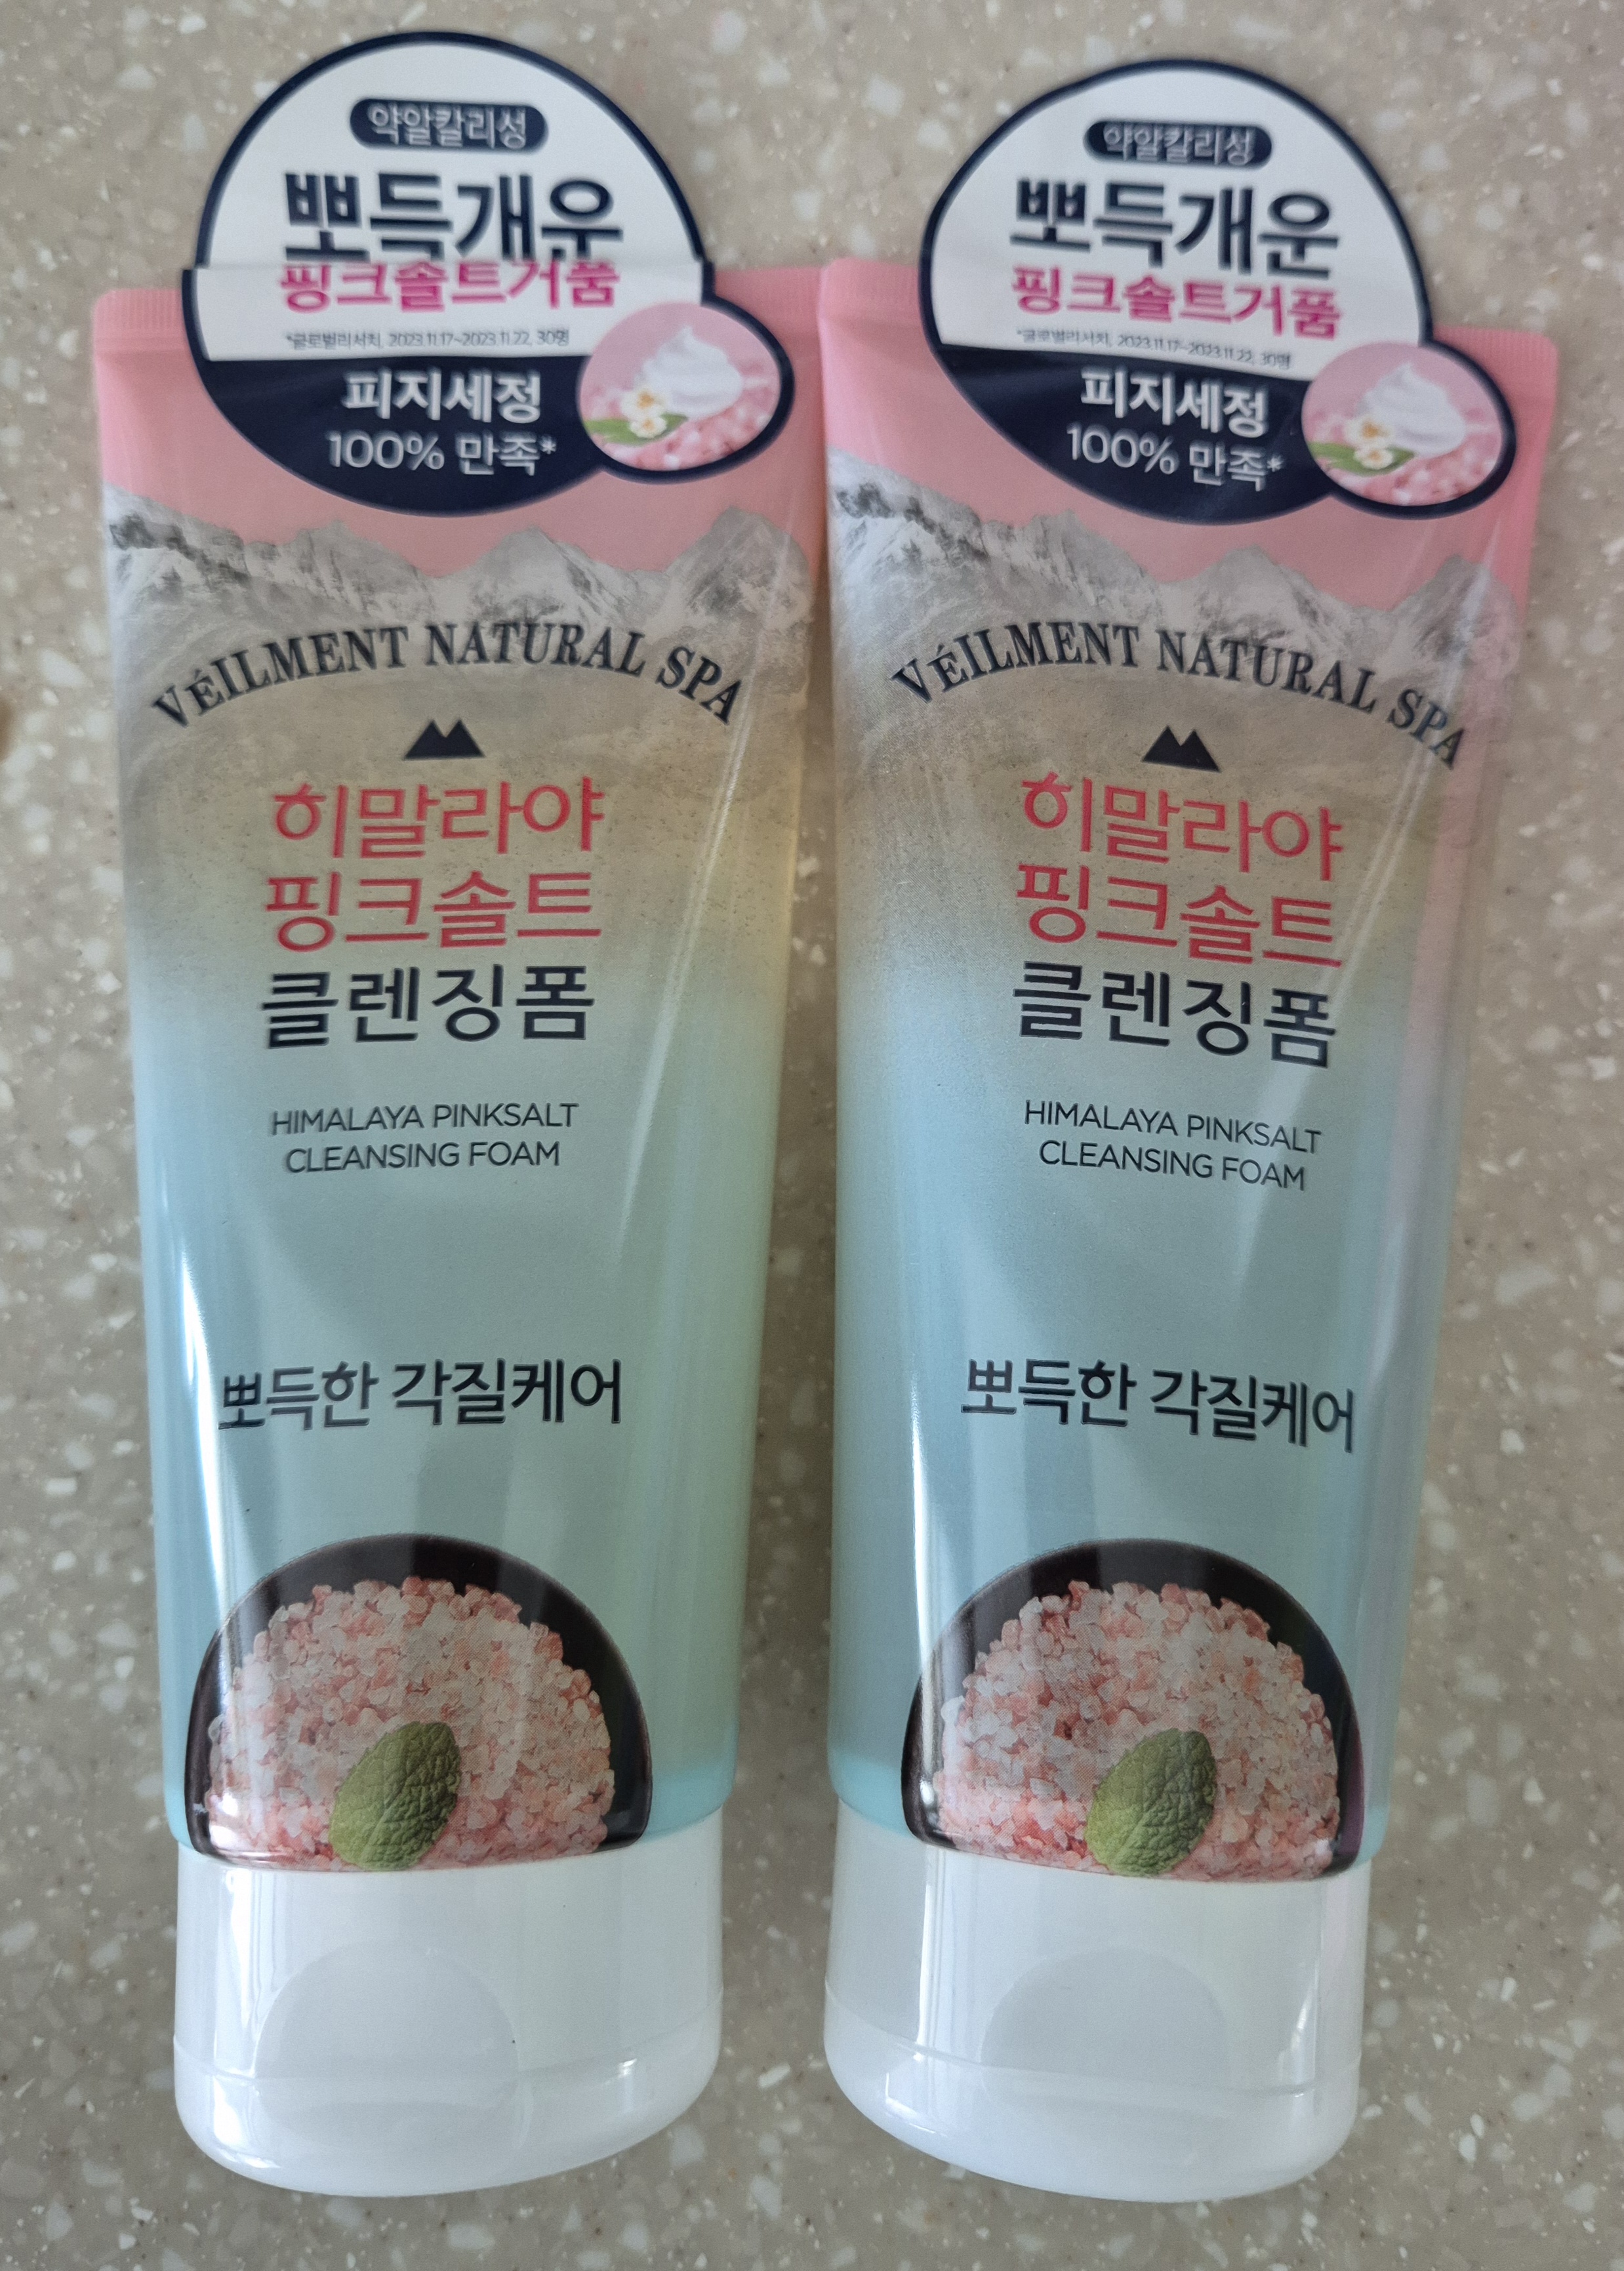 약알칼리성
뽀득개운
핑크솔트거품
*글로벌리서치, 2023.11.17~2023.11.22, 30명
피지세정
100% 만족*
VÉILMENT NATURAL SPA
히말라야
핑크솔트
클렌징폼
HIMALAYA PINKSALT
CLEANSING FOAM
뽀득한 각질케어
약알칼리성
뽀득개운
핑크솔트거품
*글로벌리서치, 2023.11.17~2023.11.22, 30명
피지세정
100% 만족*
VÉILMENT NATURAL SPA
히말라야
핑크솔트
클렌징폼
HIMALAYA PINKSALT
CLEANSING FOAM
뽀득한 각질케어